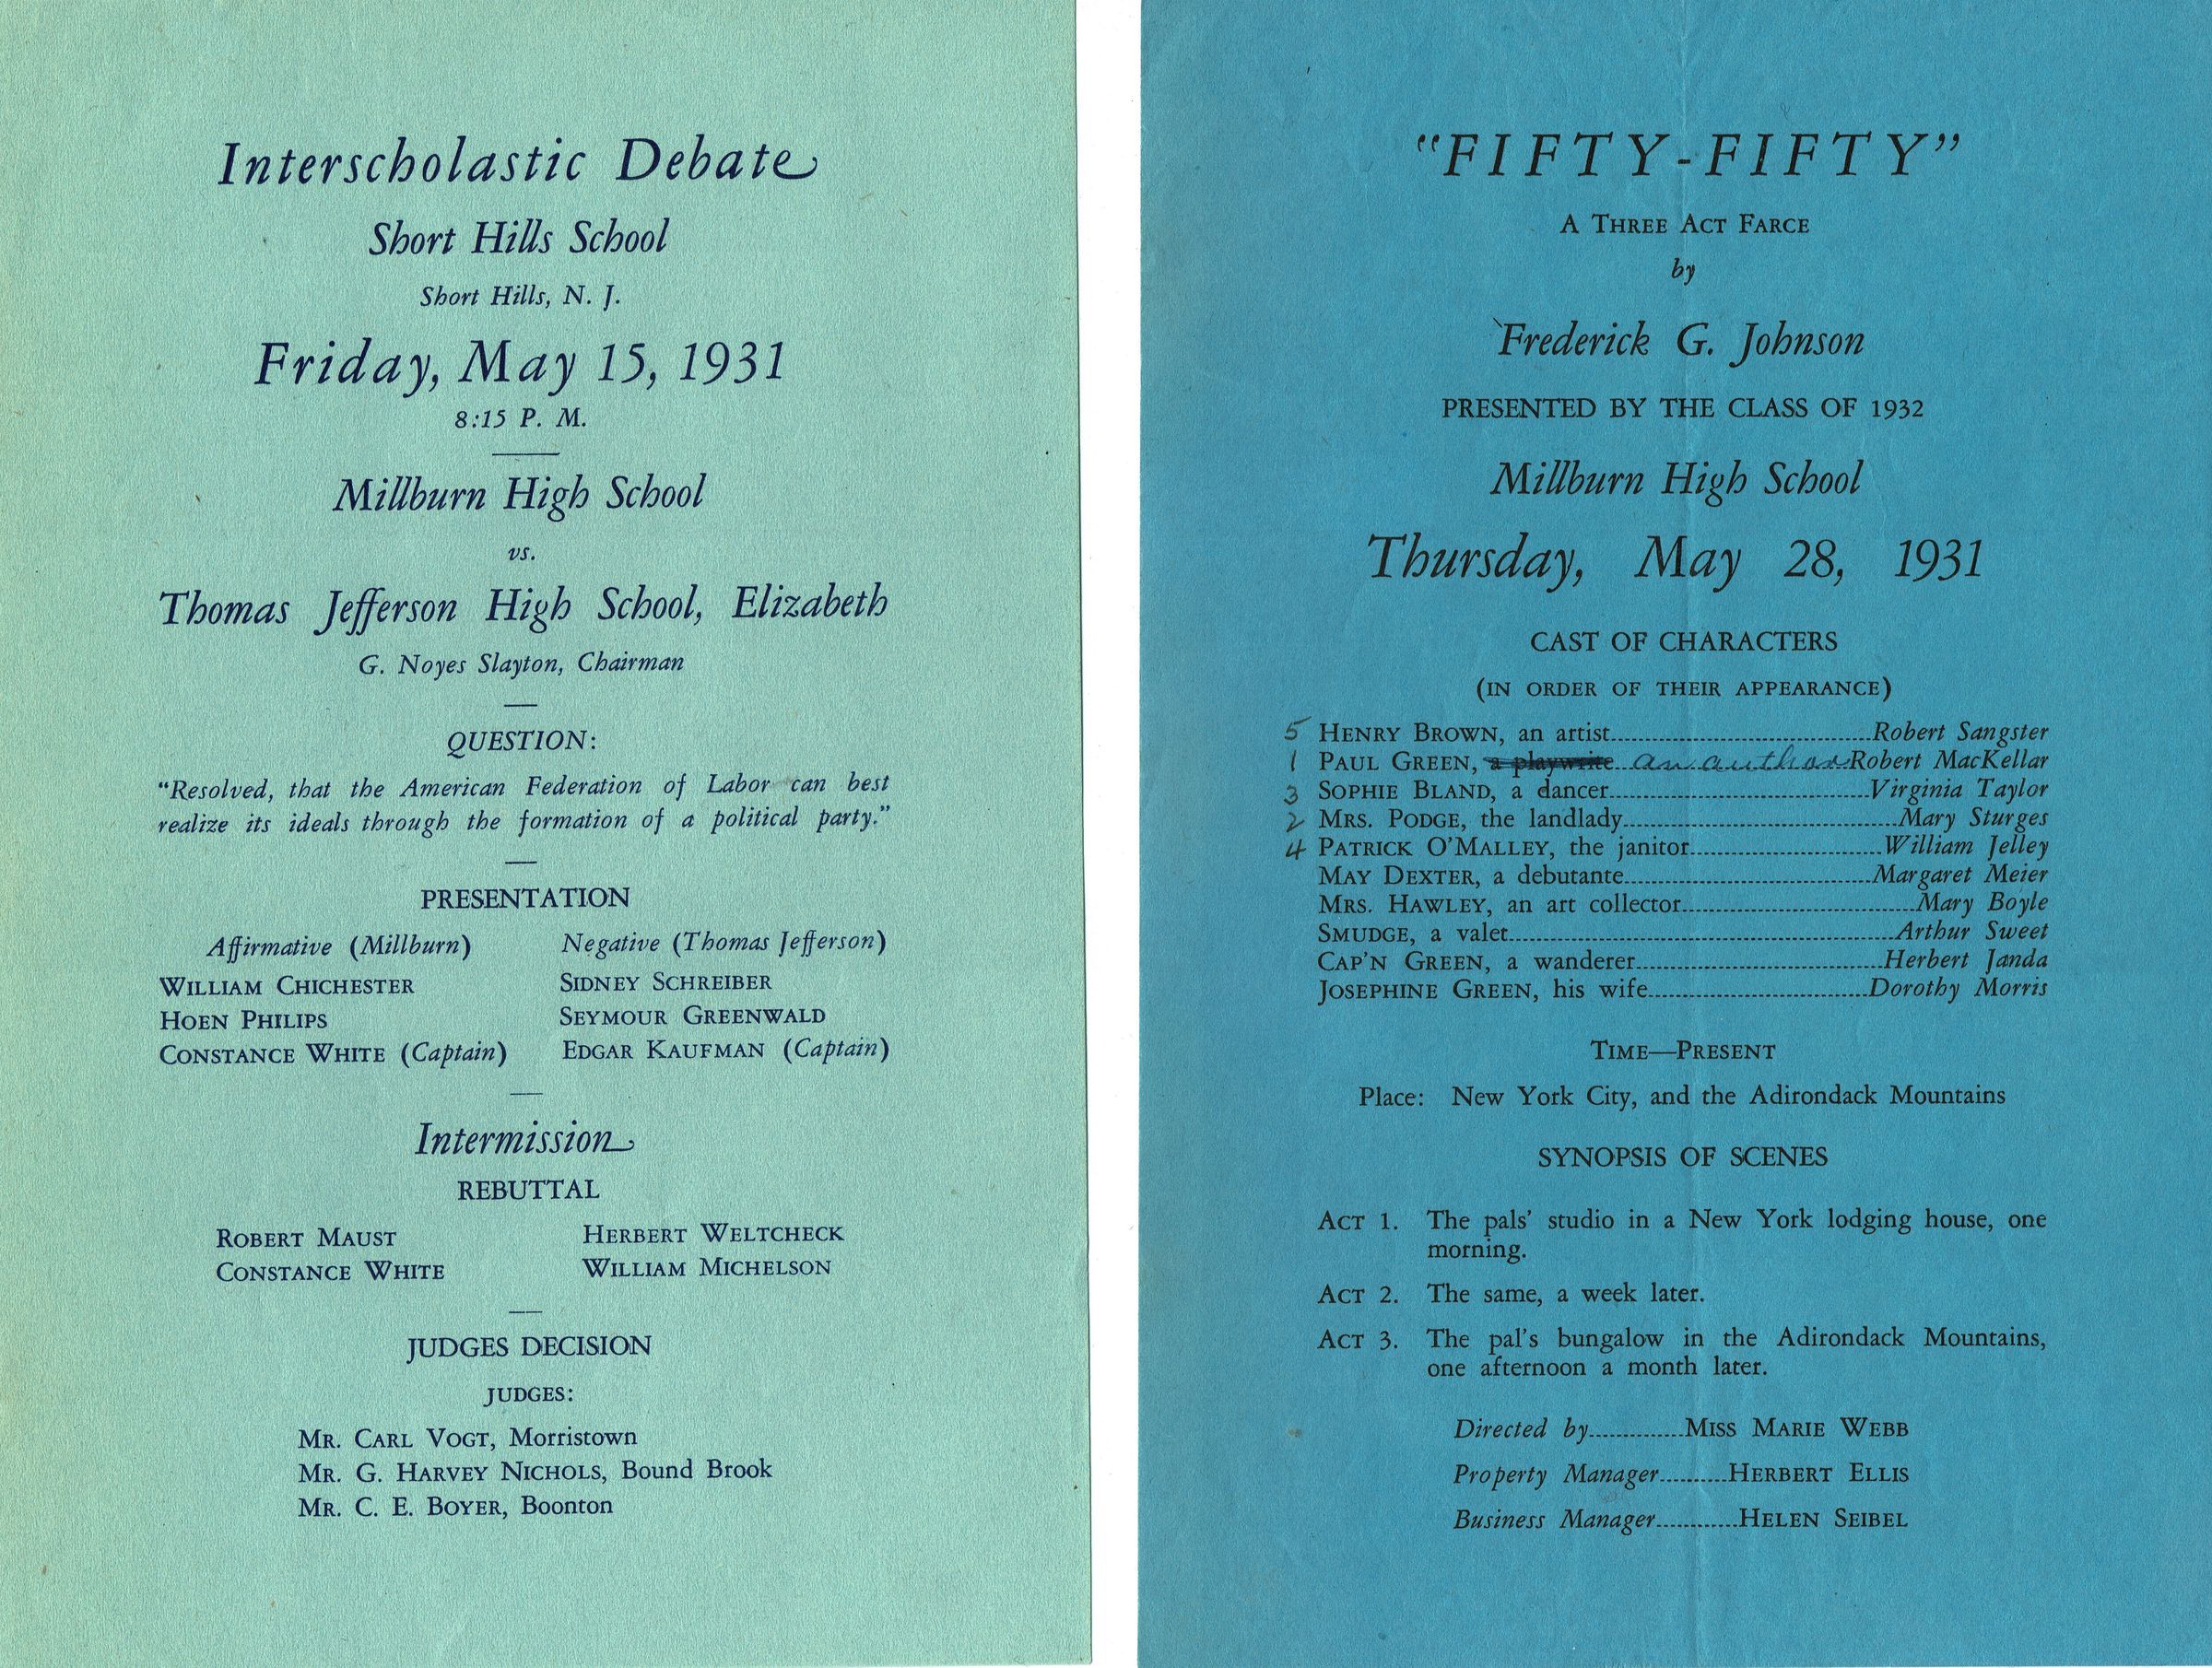 Interscholastic Debate
Short Hills School
Short Hills, N. J.
Friday, May 15, 1931
8:15 P. M.
Millburn High School
vs.
Thomas Jefferson High School, Elizabeth
G. Noyes Slayton, Chairman
QUESTION:
“Resolved, that the American Federation of Labor can best
realize its ideals through the formation of a political party.”
PRESENTATION
Affirmative (Millburn) Negative (Thomas Jefferson)
WILLIAM CHICHESTER SIDNEY SCHREIBER
HOEN PHILIPS SEYMOUR GREENWALD
CONSTANCE WHITE (Captain) EDGAR KAUFMAN (Captain)
Intermission
REBUTTAL
ROBERT MAUST HERBERT WELTCHECK
CONSTANCE WHITE WILLIAM MICHELSON
JUDGES DECISION
JUDGES:
MR. CARL VOGT, Morristown
MR. G. HARVEY NICHOLS, Bound Brook
MR. C. E. BOYER, Boonton
“FIFTY-FIFTY”
A THREE ACT FARCE
by
Frederick G. Johnson
PRESENTED BY THE CLASS OF 1932
Millburn High School
Thursday, May 28, 1931
CAST OF CHARACTERS
(IN ORDER OF THEIR APPEARANCE)
5 HENRY BROWN, an artist Robert Sangster
1 PAUL GREEN, a playwrite an author Robert MacKellar
3 SOPHIE BLAND, a dancer Virginia Taylor
2 MRS. PODGE, the landlady Mary Sturges
4 PATRICK O'MALLEY, the janitor William Jelley
MAY DEXTER, a debutante Margaret Meier
MRS. HAWLEY, an art collector Mary Boyle
SMUDGE, a valet Arthur Sweet
CAP'N GREEN, a wanderer Herbert Janda
JOSEPHINE GREEN, his wife Dorothy Morris
TIME—PRESENT
Place: New York City, and the Adirondack Mountains
SYNOPSIS OF SCENES
ACT 1. The pals' studio in a New York lodging house, one
morning.
ACT 2. The same, a week later.
ACT 3. The pal's bungalow in the Adirondack Mountains,
one afternoon a month later.
Directed by MISS MARIE WEBB
Property Manager HERBERT ELLIS
Business Manager HELEN SEIBEL